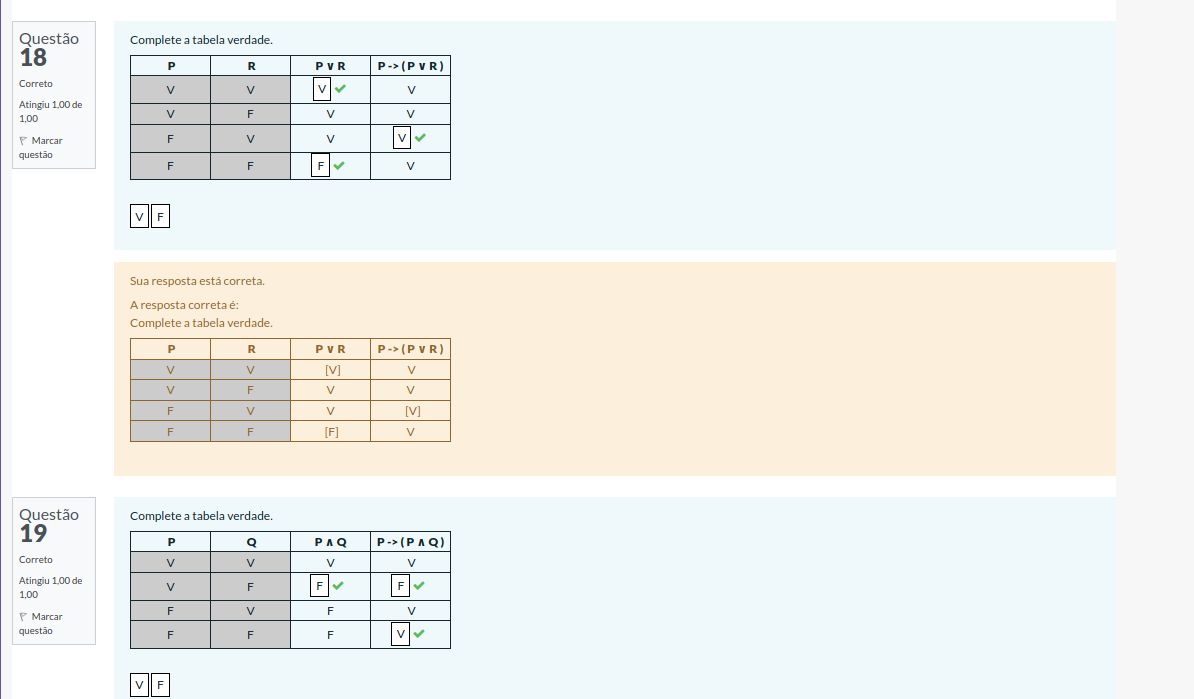 Questão
18
Correto
Atingiu 1,00 de
1,00
Marcar
questão
Complete a tabela verdade.
P R P ∨ R P -> ( P ∨ R )
V V V V
V F V V
F V V V
F F F V
V F
Sua resposta está correta.
A resposta correta é:
Complete a tabela verdade.
P R P ∨ R P -> ( P ∨ R )
V V [V] V
V F V V
F V V [V]
F F [F] V
Questão
19
Correto
Atingiu 1,00 de
1,00
Marcar
questão
Complete a tabela verdade.
P Q P ∧ Q P -> ( P ∧ Q )
V V V V
V F F F
F V F V
F F F V
V F